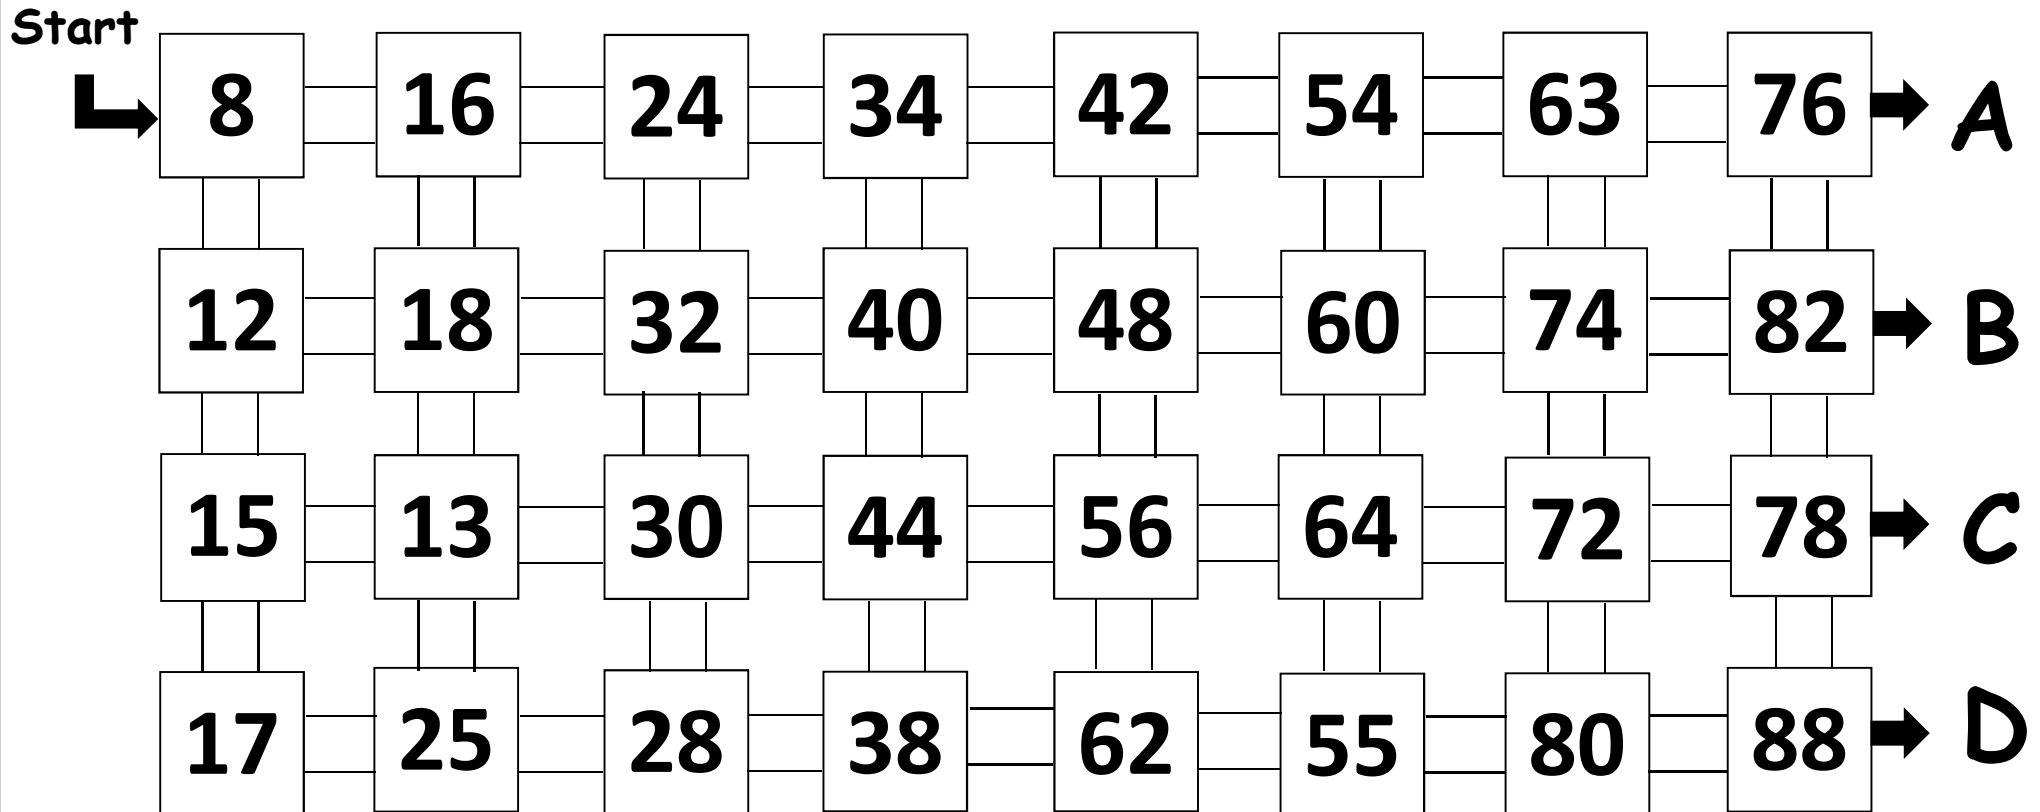 Start
8 16 24 34 42 54 63 76 A
12 18 32 40 48 60 74 82 B
15 13 30 44 56 64 72 78 C
17 25 28 38 62 55 80 88 D